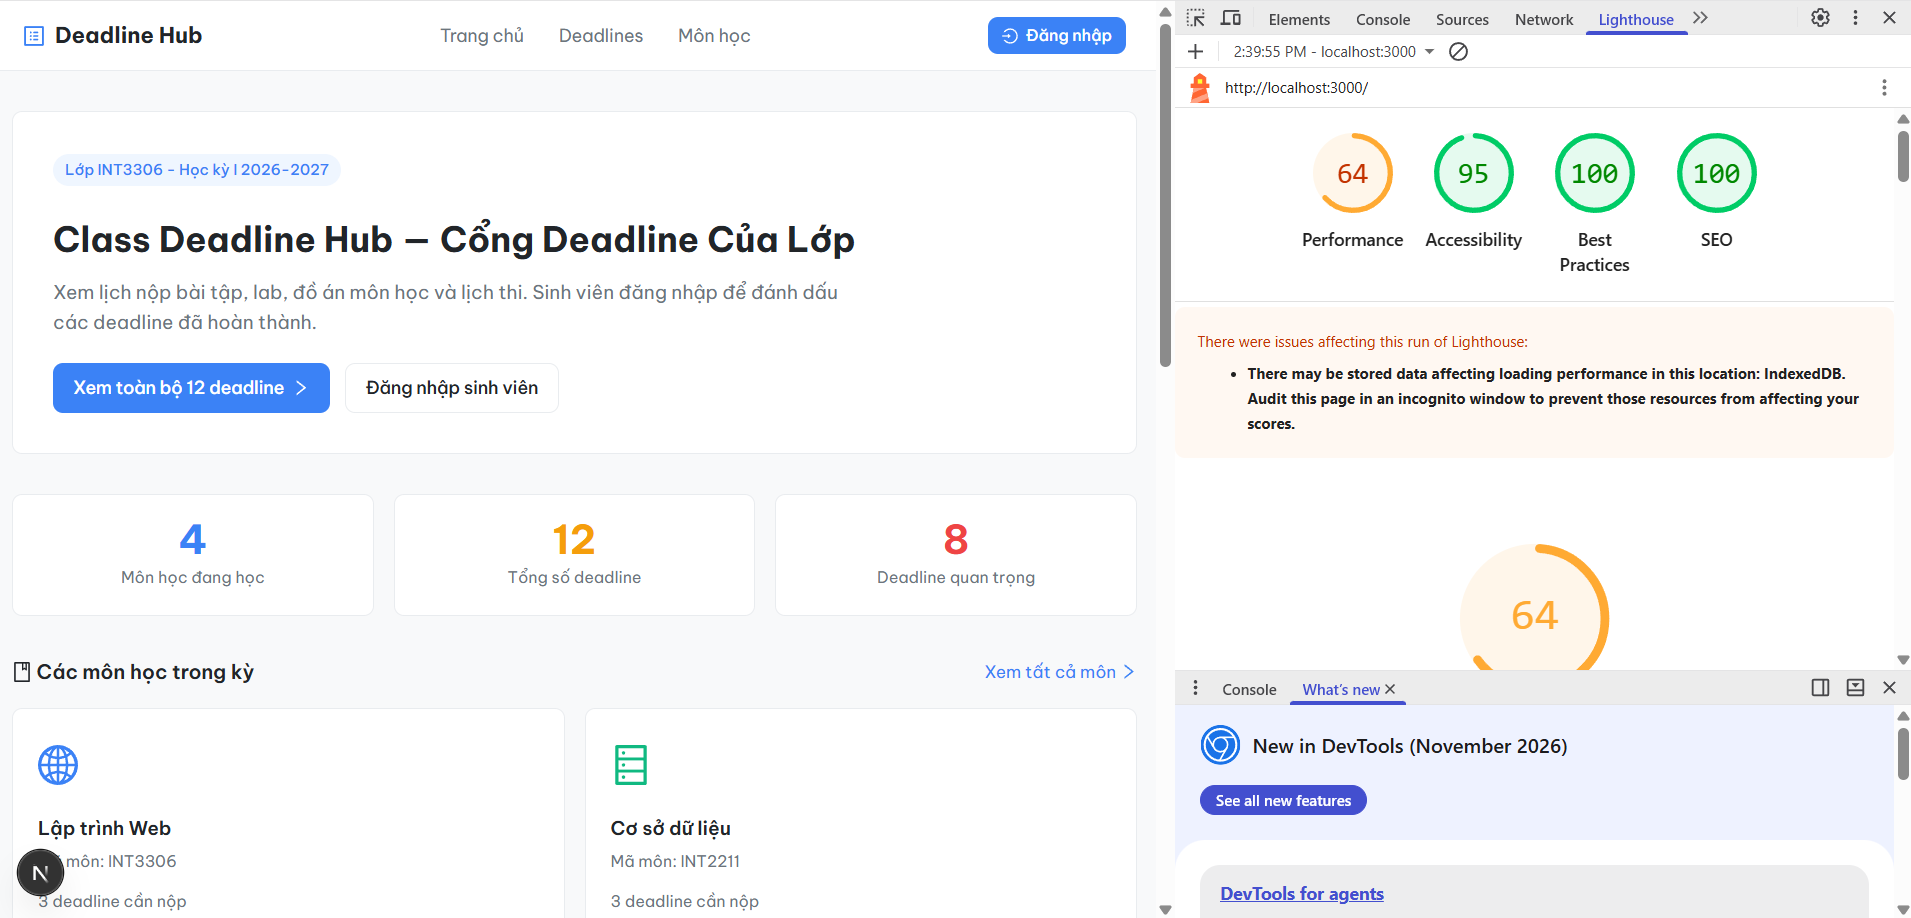 Deadline Hub
Trang chủ
Deadlines
Môn học
Đăng nhập
Lớp INT3306 - Học kỳ I 2026-2027
Class Deadline Hub — Cổng Deadline Của Lớp
Xem lịch nộp bài tập, lab, đồ án môn học và lịch thi. Sinh viên đăng nhập để đánh dấu
các deadline đã hoàn thành.
Xem toàn bộ 12 deadline
Đăng nhập sinh viên
4
Môn học đang học
12
Tổng số deadline
8
Deadline quan trọng
Các môn học trong kỳ
Xem tất cả môn
Lập trình Web
môn: INT3306
3 deadline cần nộp
Cơ sở dữ liệu
Mã môn: INT2211
3 deadline cần nộp
N
Elements
Console
Sources
Network
Lighthouse
2:39:55 PM - localhost:3000
http://localhost:3000/
64
Performance
95
Accessibility
100
Best
Practices
100
SEO
There were issues affecting this run of Lighthouse:
There may be stored data affecting loading performance in this location: IndexedDB.
Audit this page in an incognito window to prevent those resources from affecting your
scores.
64
Console
What's new
New in DevTools (November 2026)
See all new features
DevTools for agents